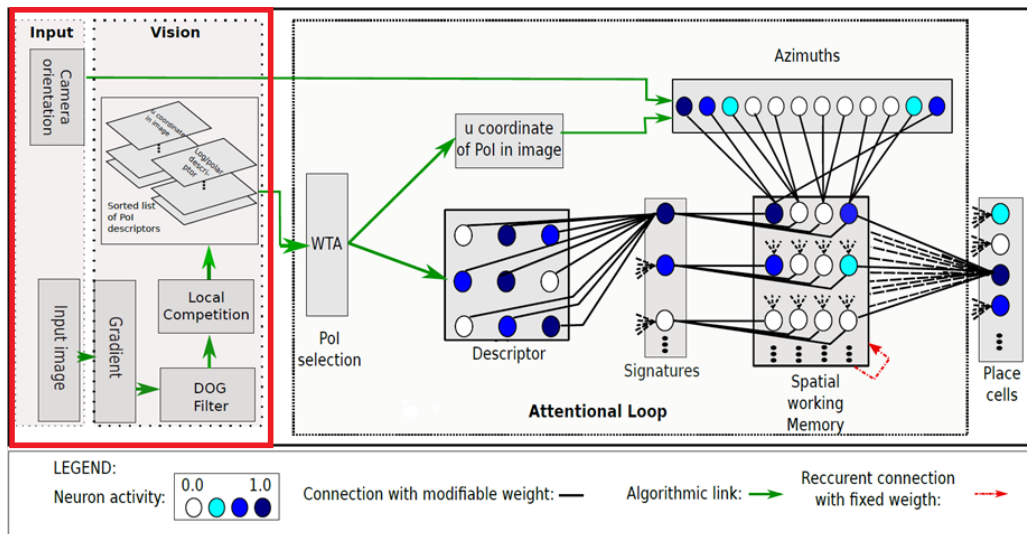 Input
Vision
Camera
orientation
u coordinate
in image
Log/polar
descri-
ptor
Sorted list
of PoI
descriptors
Local
Competition
Input image
Gradient
DOG
Filter
WTA
PoI
selection
u coordinate
of PoI in image
Azimuths
Descriptor
Signatures
Spatial
working
Memory
Attentional Loop
Place
cells
LEGEND:
Neuron activity:
0.0 1.0
Connection with modifiable weight:
Algorithmic link:
Reccurent connection
with fixed weigth: